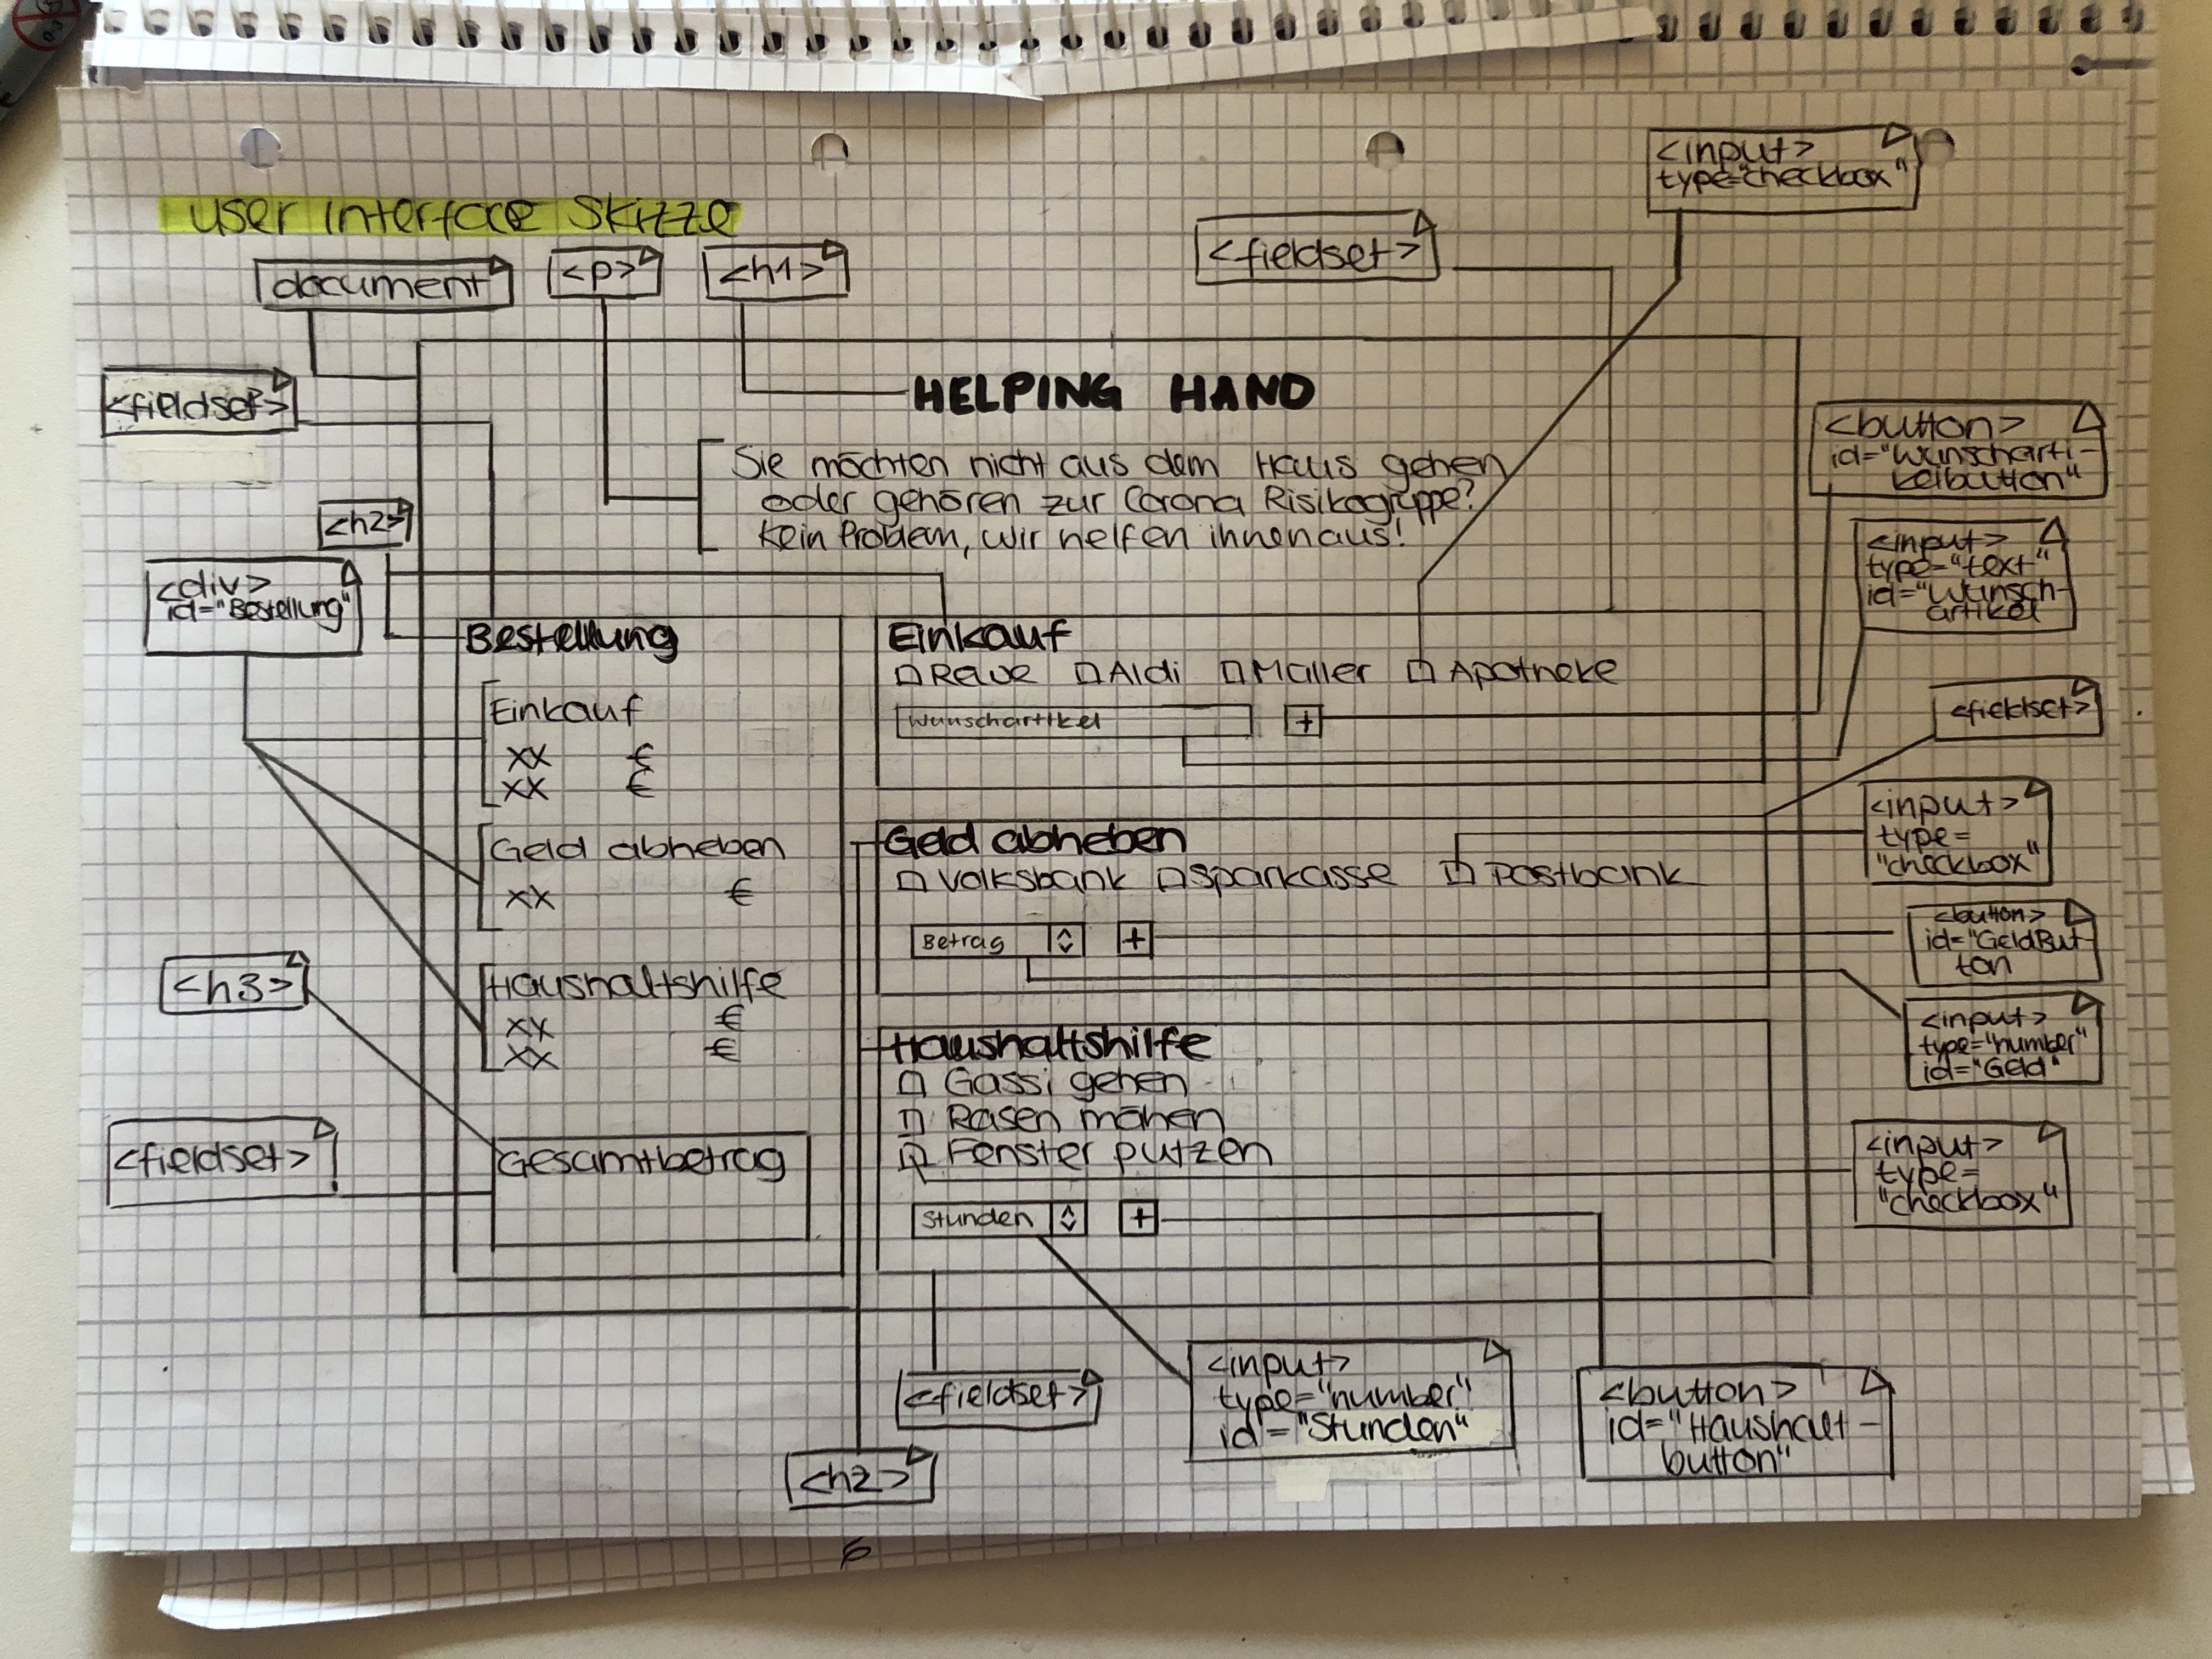 User Interface Skizze
document
<p>
<h1>
<fieldset>
<input>
type="checkbox"
<fieldset>
HELPING HAND
Sie möchten nicht aus dem Haus gehen
oder gehören zur Corona Risikogruppe?
Kein Problem, wir helfen ihnen aus!
<h2>
<div>
id="Bestellung"
<h3>
<fieldset>
Bestellung
Einkauf
xx €
xx €
Geld abheben
xx €
Haushaltshilfe
xx €
xx €
Gesamtbetrag
Einkauf
Rewe Aldi Müller Apotheke
Wunschartikel +
Geld abheben
Volksbank Sparkasse Postbank
Betrag +
Haushaltshilfe
Gassi gehen
Rasen mähen
Fenster putzen
Stunden +
<button>
id="Wunscharti-
kelbutton"
<input>
type="text"
id="Wunsch-
artikel
<fieldset>
<input>
type=
"checkbox"
<button>
id="GeldBut-
ton
<input>
type="number"
id="Geld"
<input>
type=
"checkbox"
<h2>
<fieldset>
<input>
type="number"
id="Stunden"
<button>
id="Haushalt-
button"